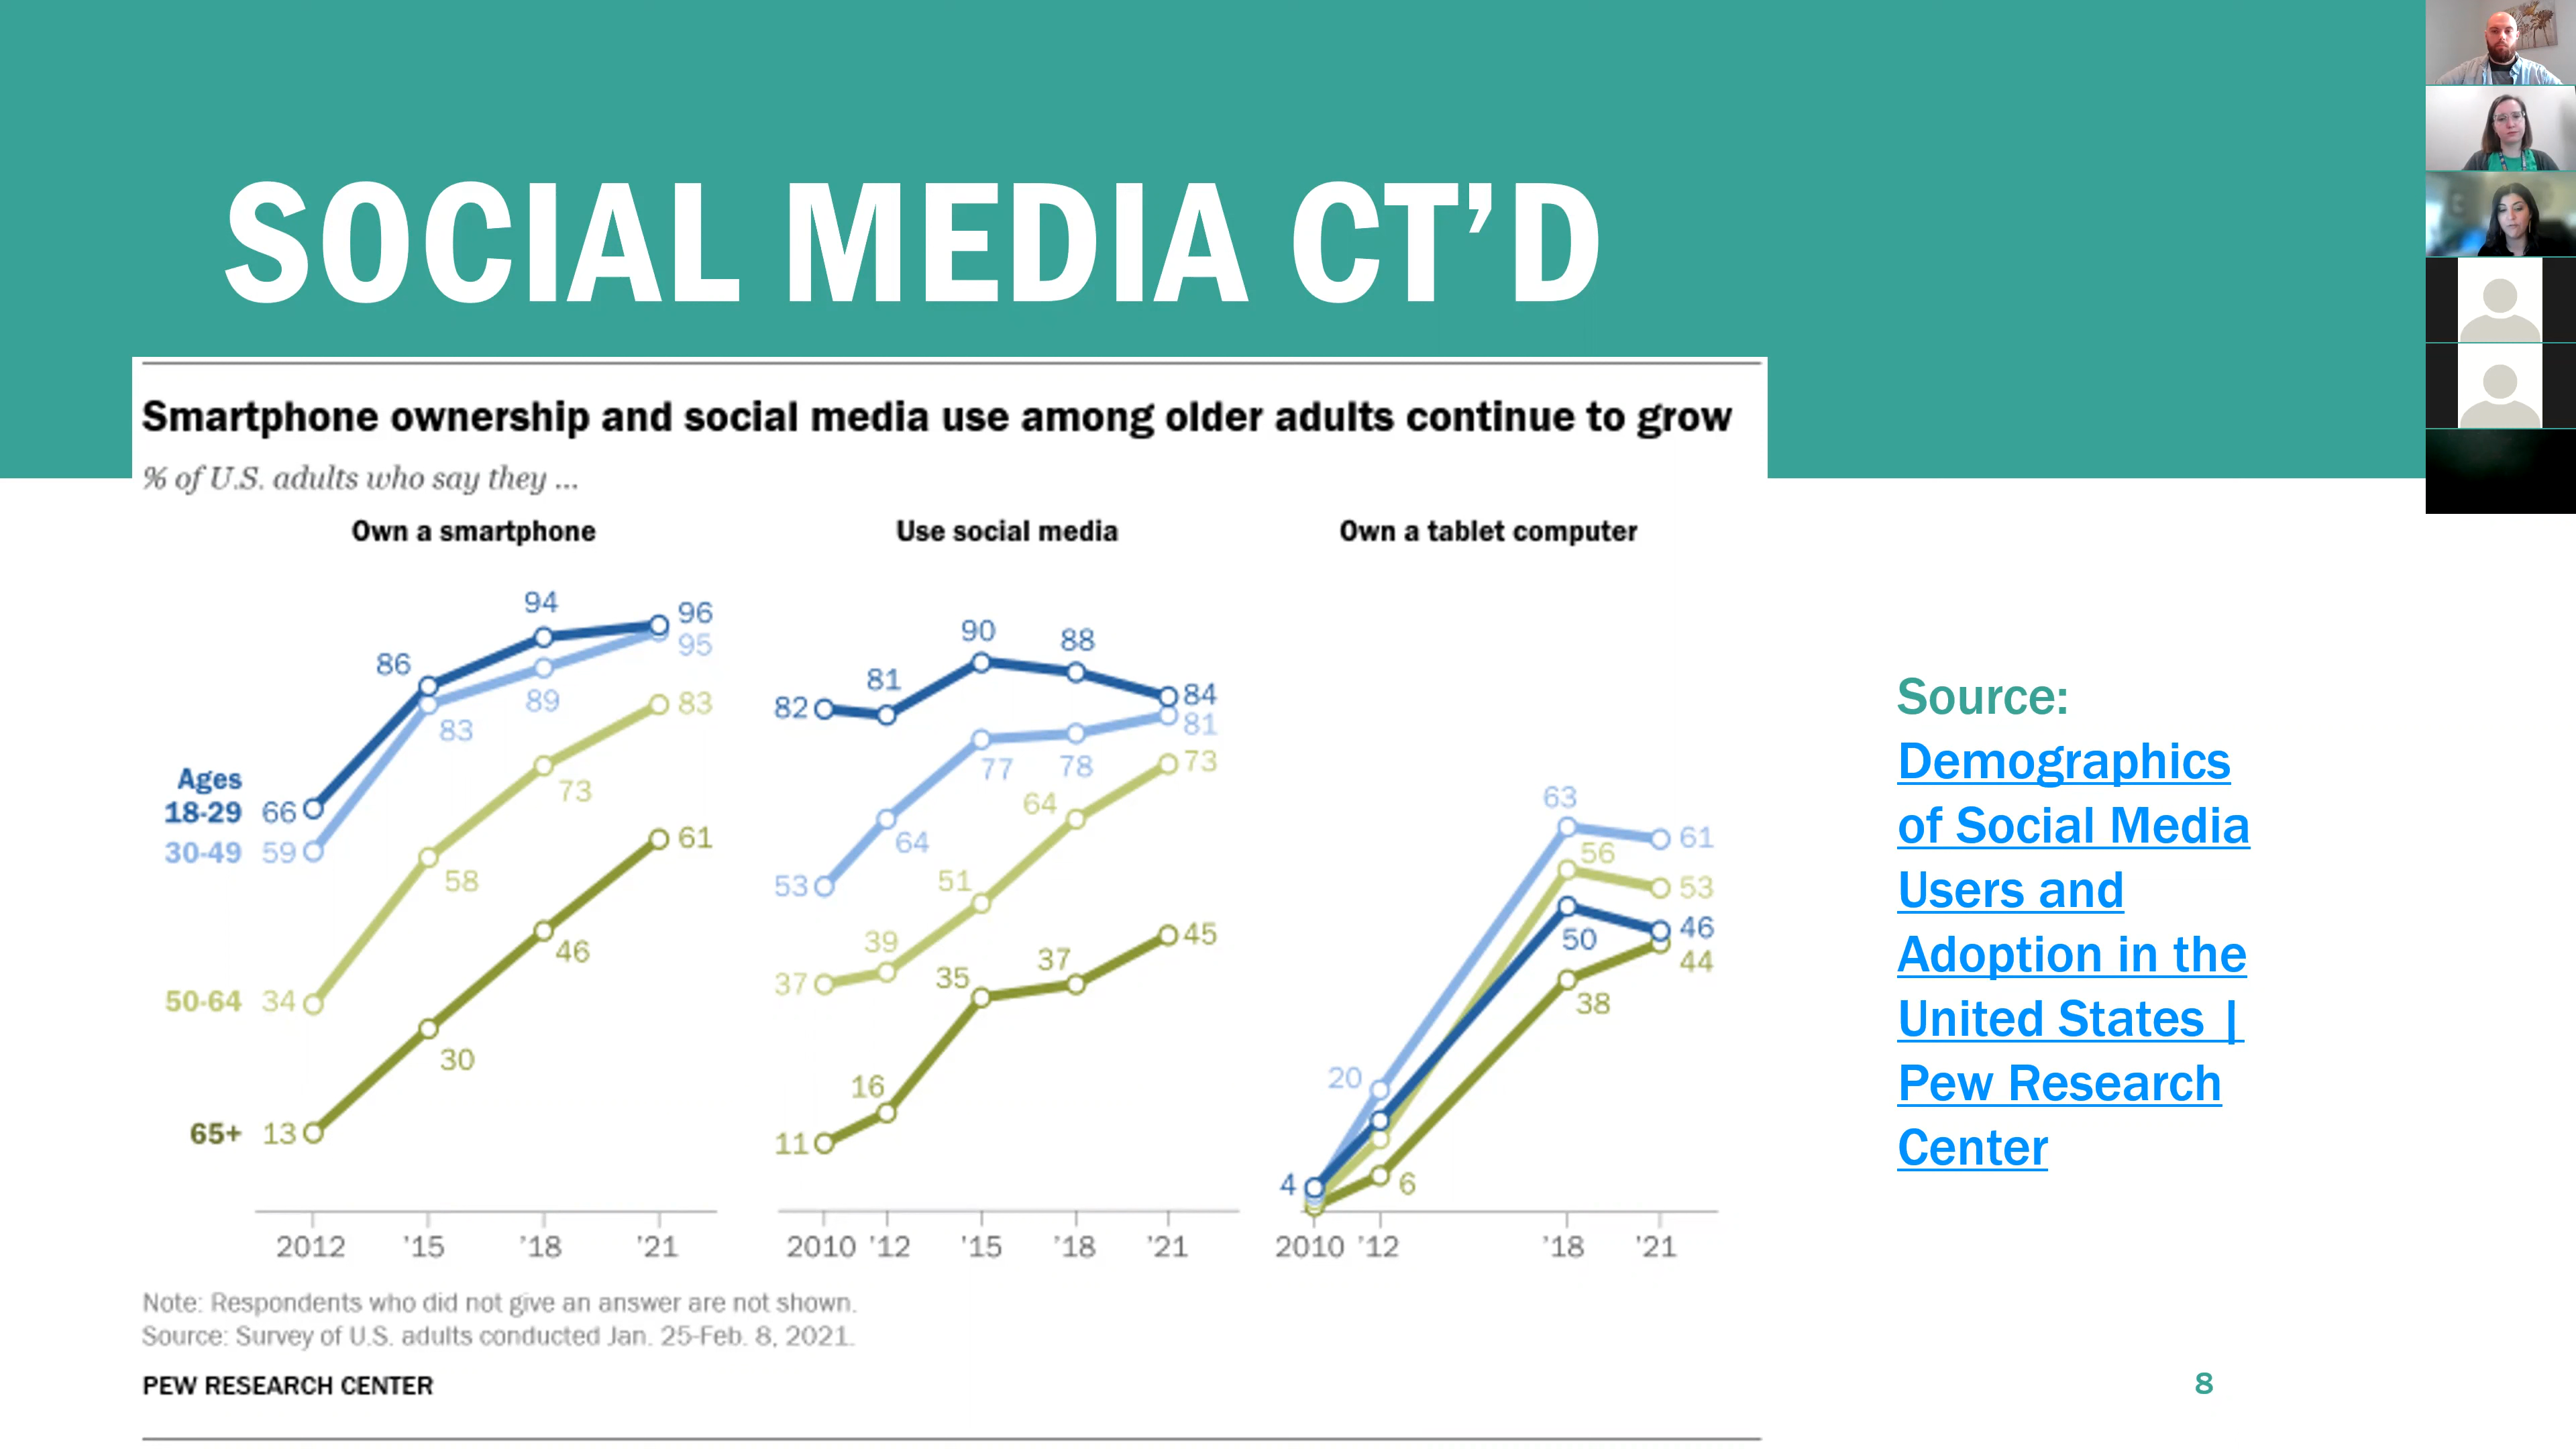 SOCIAL MEDIA CT’D
Smartphone ownership and social media use among older adults continue to grow
% of U.S. adults who say they ...
Own a smartphone
94
96
95
86
89
83
83
Ages
18-29 66
73
30-49 59
61
58
50-64 34
46
30
65+ 13
2012 ’15 ’18 ’21
Use social media
90
88
81
82
84
81
77 78
73
64
64
53
51
39
37
45
37
35
16
11
2010 ’12 ’15 ’18 ’21
Own a tablet computer
63
61
56
53
50
46
44
38
20
4
6
2010 ’12 ’18 ’21
Note: Respondents who did not give an answer are not shown.
Source: Survey of U.S. adults conducted Jan. 25-Feb. 8, 2021.
PEW RESEARCH CENTER
Source:
Demographics
of Social Media
Users and
Adoption in the
United States |
Pew Research
Center
8